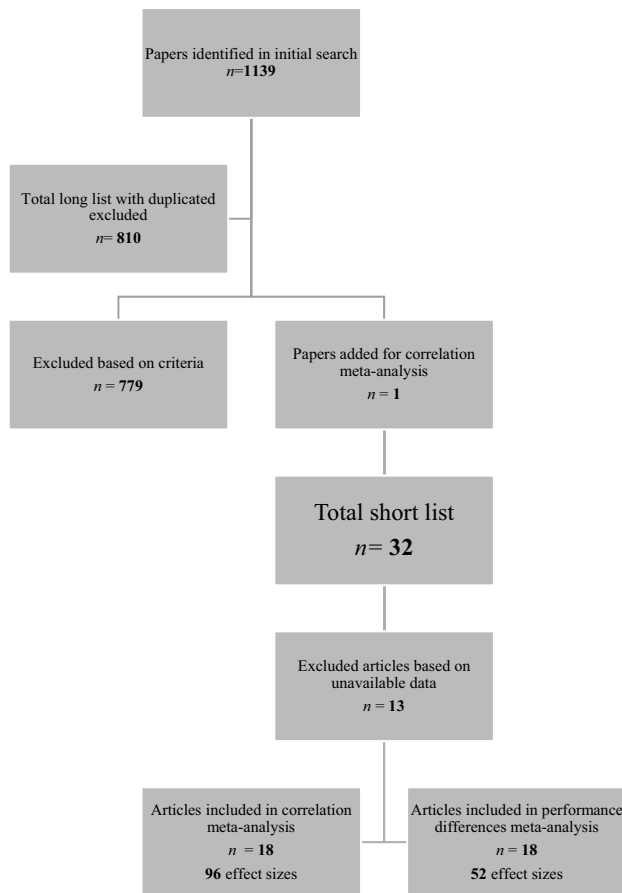 Papers identified in initial search
n=1139
Total long list with duplicated
excluded
n= 810
Excluded based on criteria
n = 779
Papers added for correlation
meta-analysis
n = 1
Total short list
n= 32
Excluded articles based on
unavailable data
n = 13
Articles included in correlation
meta-analysis
n = 18
96 effect sizes
Articles included in performance
differences meta-analysis
n = 18
52 effect sizes